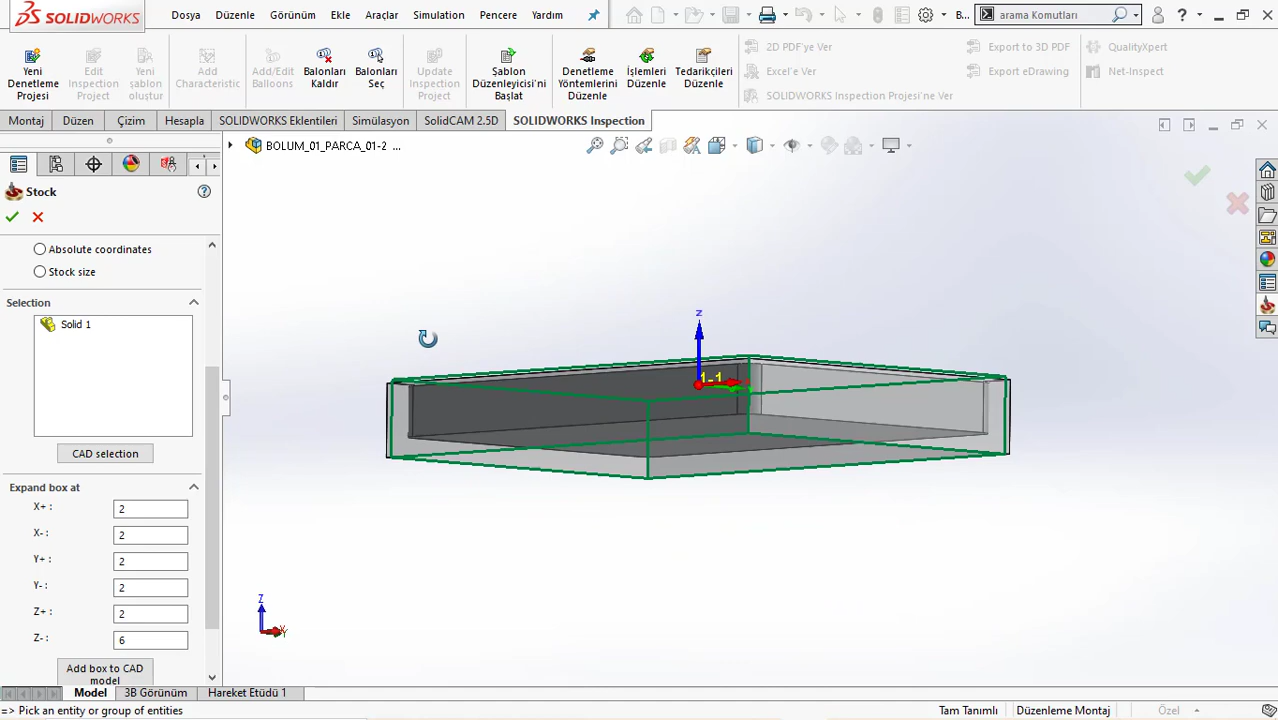 SOLIDWORKS
Dosya Düzenle Görünüm Ekle Araçlar Simulation Pencere Yardım
B... arama Komutları ?
Yeni Denetleme Projesi
Edit Inspection Project
Yeni şablon oluştur
Add Characteristic
Add/Edit Balloons
Balonları Kaldır
Balonları Seç
Update Inspection Project
Şablon Düzenleyicisi'ni Başlat
Denetleme Yöntemlerini Düzenle
İşlemleri Düzenle
Tedarikçileri Düzenle
2D PDF'ye Ver
Excel'e Ver
SOLIDWORKS Inspection Projesi'ne Ver
Export to 3D PDF
Export eDrawing
QualityXpert
Net-Inspect
Montaj Düzen Çizim Hesapla SOLIDWORKS Eklentileri Simülasyon SolidCAM 2.5D SOLIDWORKS Inspection
BOLUM_01_PARCA_01-2 ...
Stock
Absolute coordinates
Stock size
Selection
Solid 1
CAD selection
Expand box at
X+ : 2
X- : 2
Y+ : 2
Y- : 2
Z+ : 2
Z- : 6
Add box to CAD model
z
1-1
Z
Model 3B Görünüm Hareket Etüdü 1
=> Pick an entity or group of entities
Tam Tanımlı Düzenleme Montaj Özel